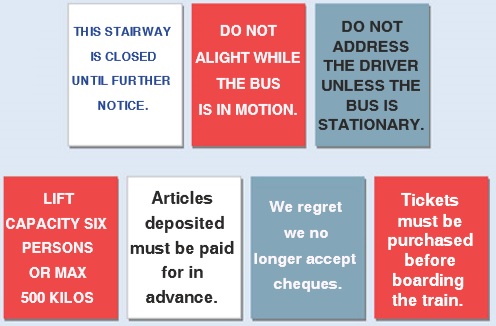 THIS STAIRWAY
IS CLOSED
UNTIL FURTHER
NOTICE.
DO NOT
ALIGHT WHILE
THE BUS
IS IN MOTION.
DO NOT
ADDRESS
THE DRIVER
UNLESS THE
BUS IS
STATIONARY.
LIFT
CAPACITY SIX
PERSONS
OR MAX
500 KILOS
Articles
deposited
must be paid
for in
advance.
We regret
we no
longer accept
cheques.
Tickets
must be
purchased
before
boarding
the train.